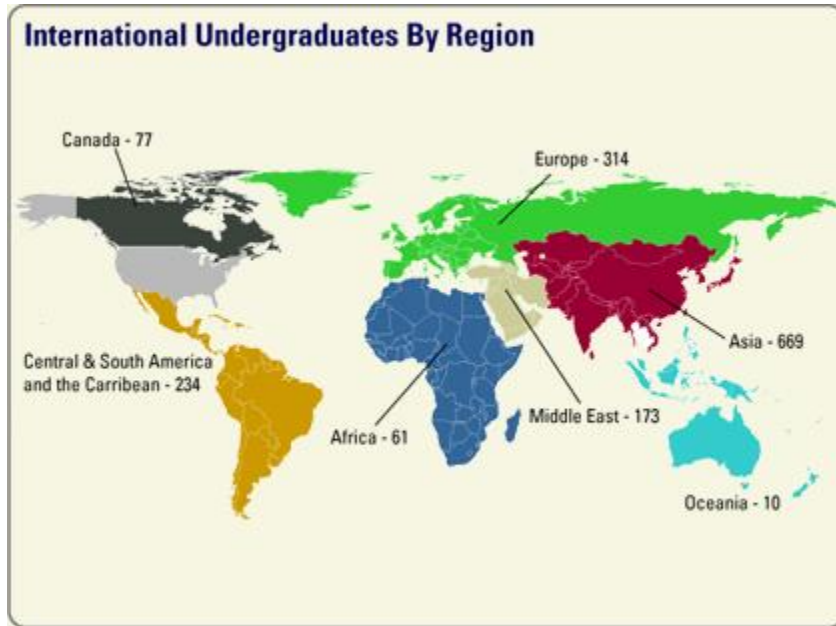 International Undergraduates By Region
Canada - 77
Europe - 314
Asia - 669
Central & South America
and the Carribean - 234
Middle East - 173
Africa - 61
Oceania - 10